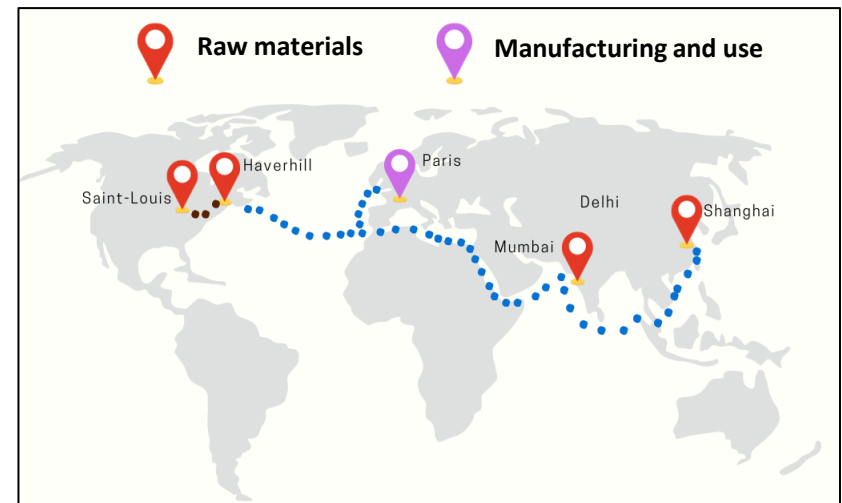 Raw materials
Manufacturing and use
Haverhill
Paris
Saint-Louis
Delhi
Shanghai
Mumbai